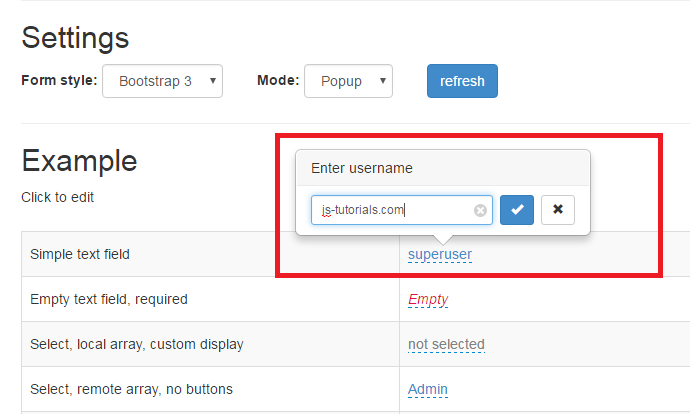 Settings
Form style: Bootstrap 3 Mode: Popup refresh
Example
Enter username
Click to edit
js-tutorials.com
Simple text field superuser
Empty text field, required Empty
Select, local array, custom display not selected
Select, remote array, no buttons Admin